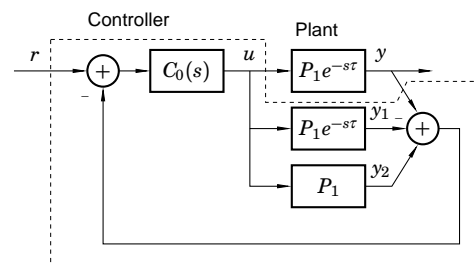 Controller
Plant
r
+
−
C₀(s)
u
P₁e^{−sτ}
y
P₁e^{−sτ}
y₁
−
+
P₁
y₂